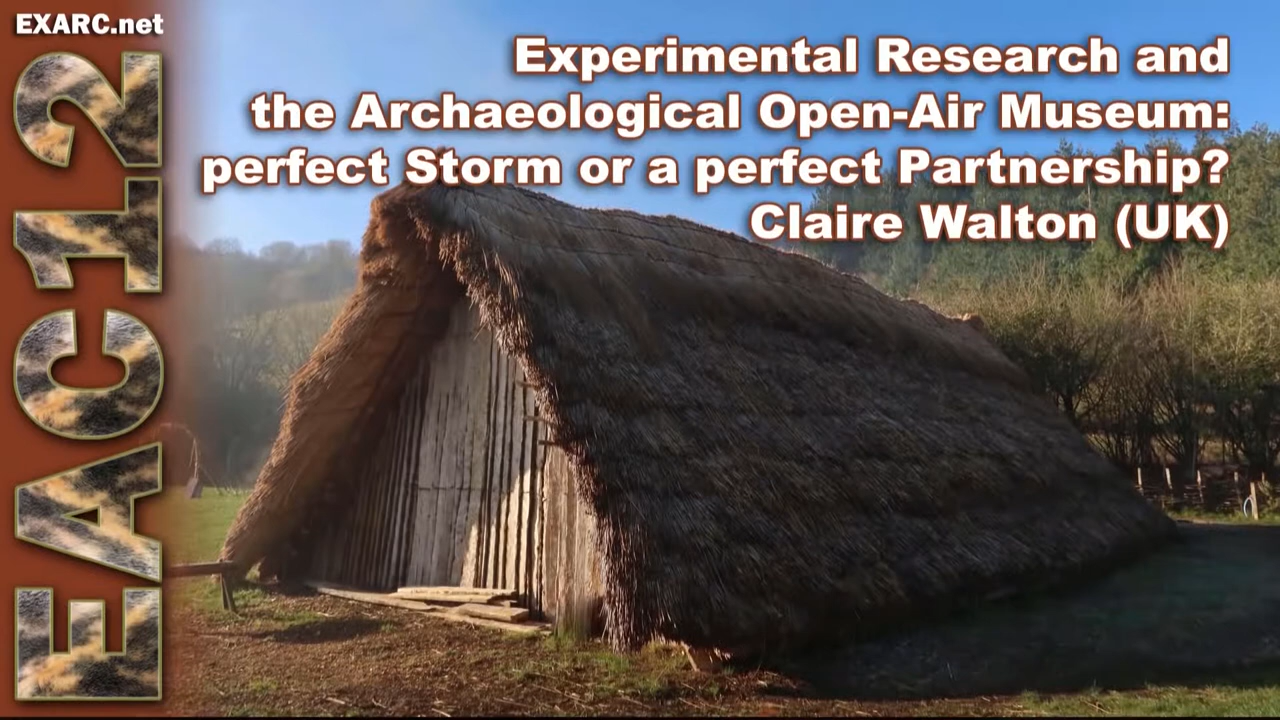 EXARC.net
EAC12
Experimental Research and
the Archaeological Open-Air Museum:
perfect Storm or a perfect Partnership?
Claire Walton (UK)